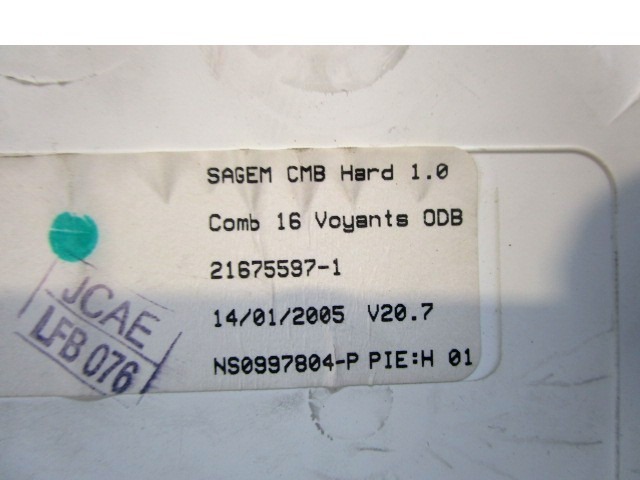 SAGEM CMB Hard 1.0
Comb 16 Voyants ODB
21675597-1
14/01/2005 V20.7
NS0997804-P PIE:H 01
JCAE
LFB 076